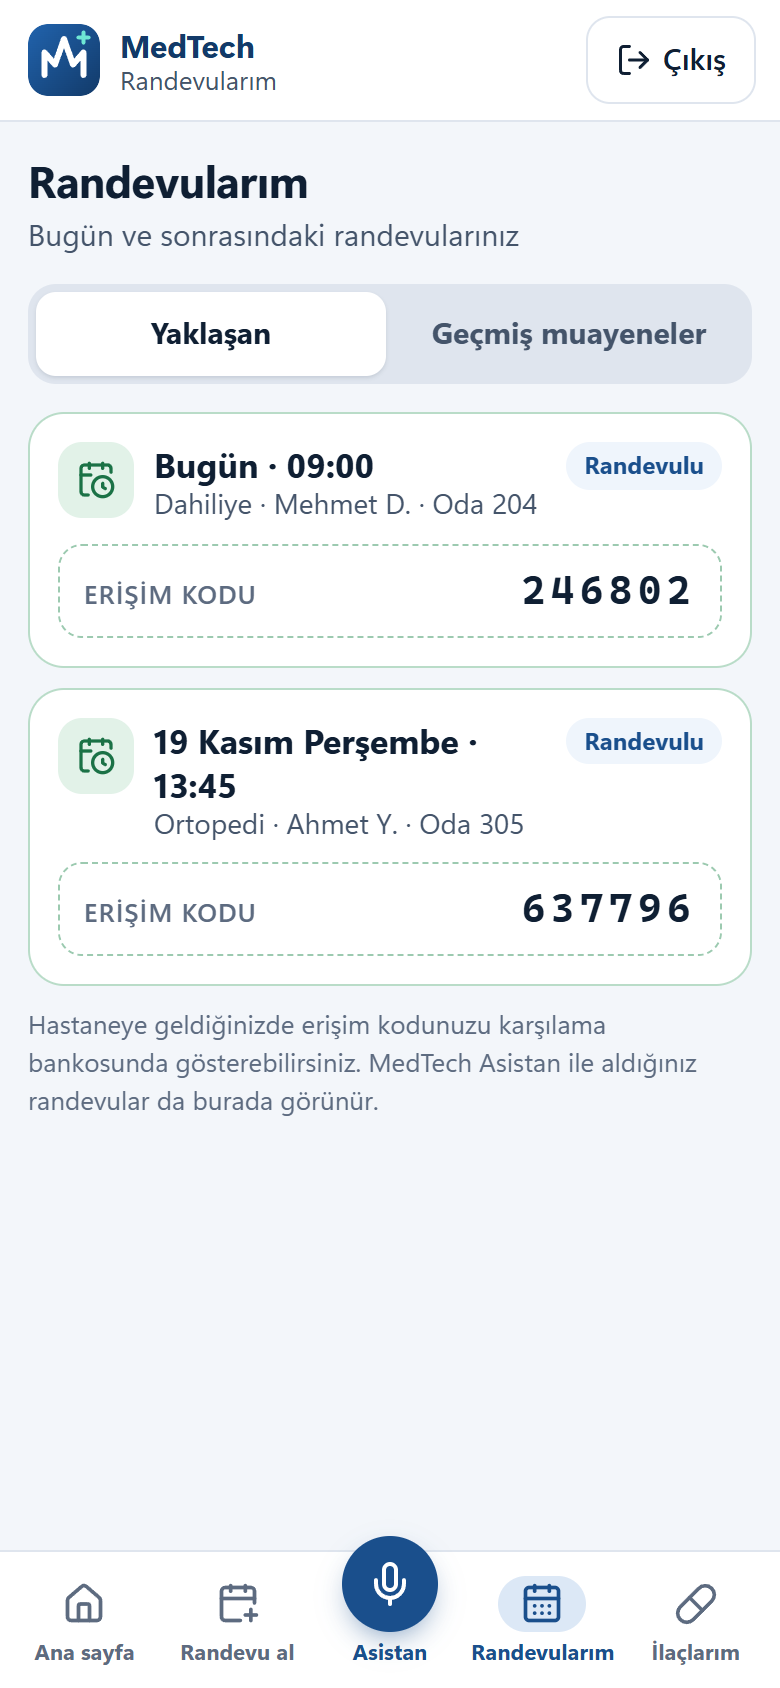 MedTech
Randevularım
Çıkış
Randevularım
Bugün ve sonrasındaki randevularınız
Yaklaşan
Geçmiş muayeneler
Bugün · 09:00
Randevulu
Dahiliye · Mehmet D. · Oda 204
ERİŞİM KODU
246802
19 Kasım Perşembe ·
13:45
Randevulu
Ortopedi · Ahmet Y. · Oda 305
ERİŞİM KODU
637796
Hastaneye geldiğinizde erişim kodunuzu karşılama
bankosunda gösterebilirsiniz. MedTech Asistan ile aldığınız
randevular da burada görünür.
Ana sayfa
Randevu al
Asistan
Randevularım
İlaçlarım